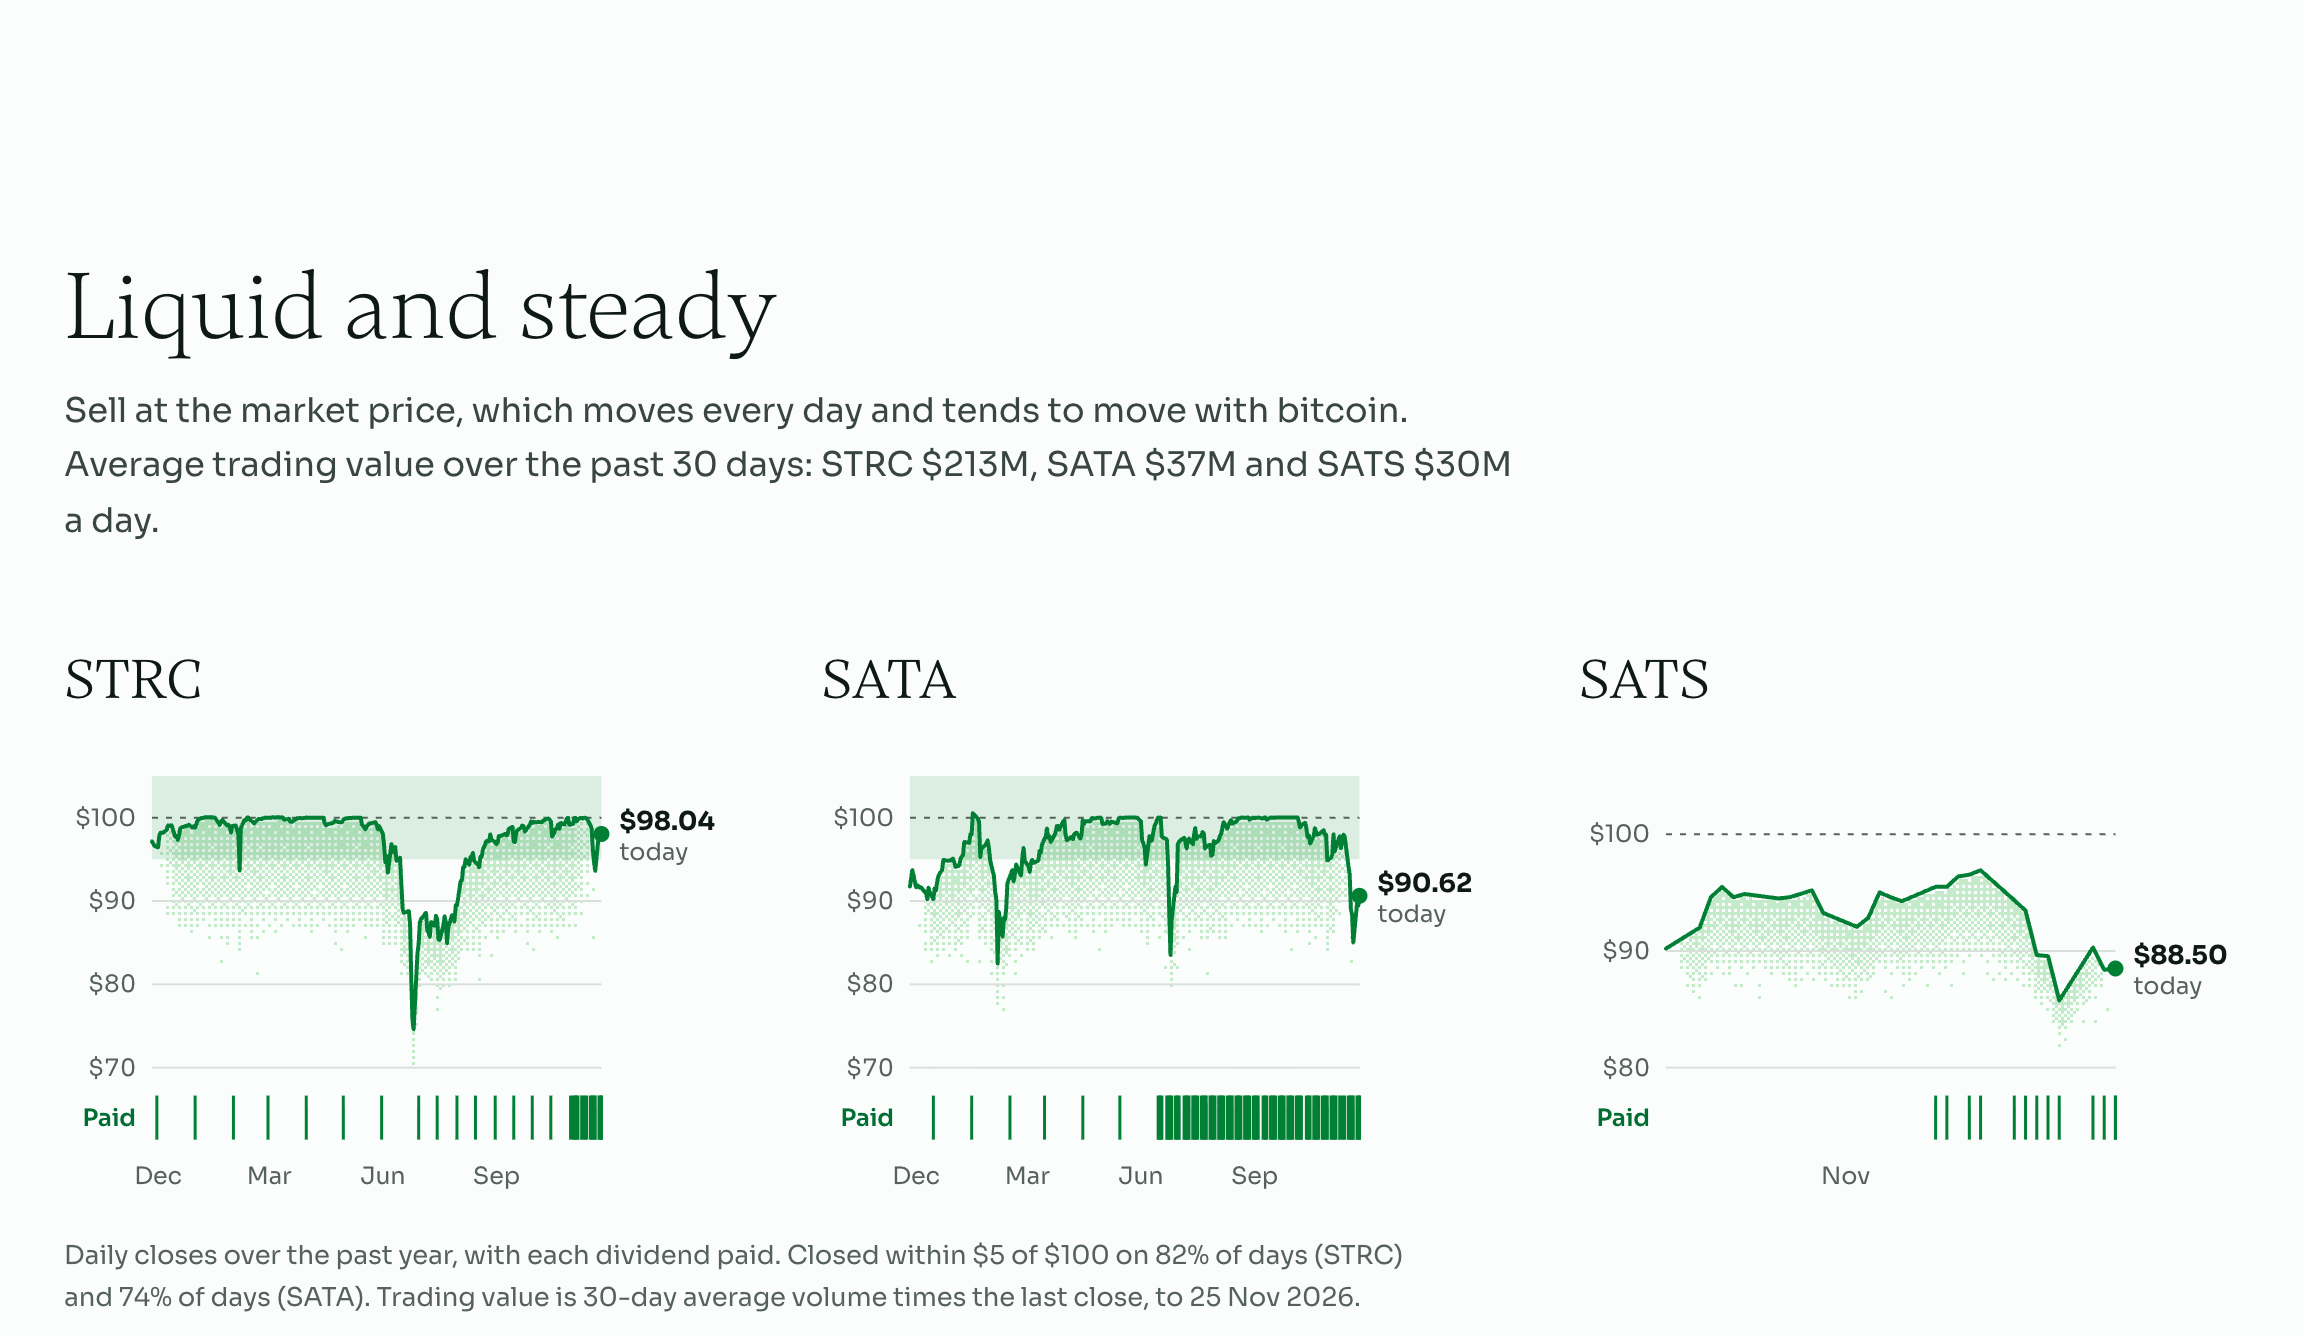 Liquid and steady
Sell at the market price, which moves every day and tends to move with bitcoin.
Average trading value over the past 30 days: STRC $213M, SATA $37M and SATS $30M
a day.
STRC
$100
$90
$80
$70
$98.04
today
Paid
Dec Mar Jun Sep
SATA
$100
$90
$80
$70
$90.62
today
Paid
Dec Mar Jun Sep
SATS
$100
$90
$80
$88.50
today
Paid
Nov
Daily closes over the past year, with each dividend paid. Closed within $5 of $100 on 82% of days (STRC)
and 74% of days (SATA). Trading value is 30-day average volume times the last close, to 25 Nov 2026.